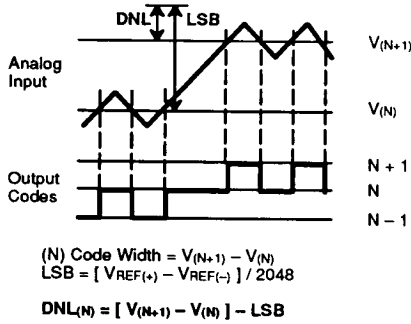 DNL LSB
V(N+1)
Analog
Input
V(N)
Output
Codes
N + 1
N
N – 1
(N) Code Width = V(N+1) – V(N)
LSB = [ VREF(+) – VREF(–) ] / 2048
DNL(N) = [ V(N+1) – V(N) ] – LSB